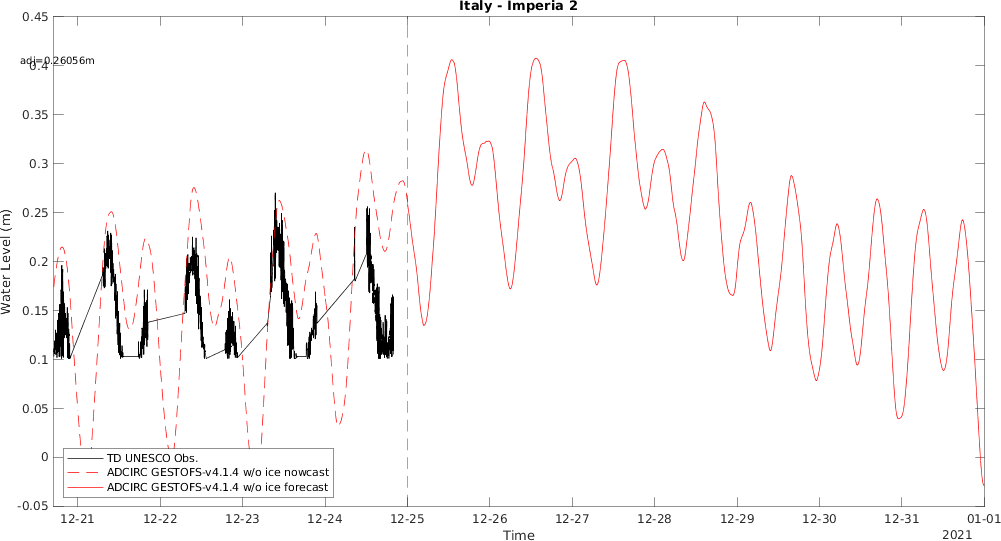 Italy - Imperia 2
adj=0.26056m
Water Level (m)
0.45
0.4
0.35
0.3
0.25
0.2
0.15
0.1
0.05
0
-0.05
TD UNESCO Obs.
ADCIRC GESTOFS-v4.1.4 w/o ice nowcast
ADCIRC GESTOFS-v4.1.4 w/o ice forecast
12-21 12-22 12-23 12-24 12-25 12-26 12-27 12-28 12-29 12-30 12-31 01-01
Time
2021